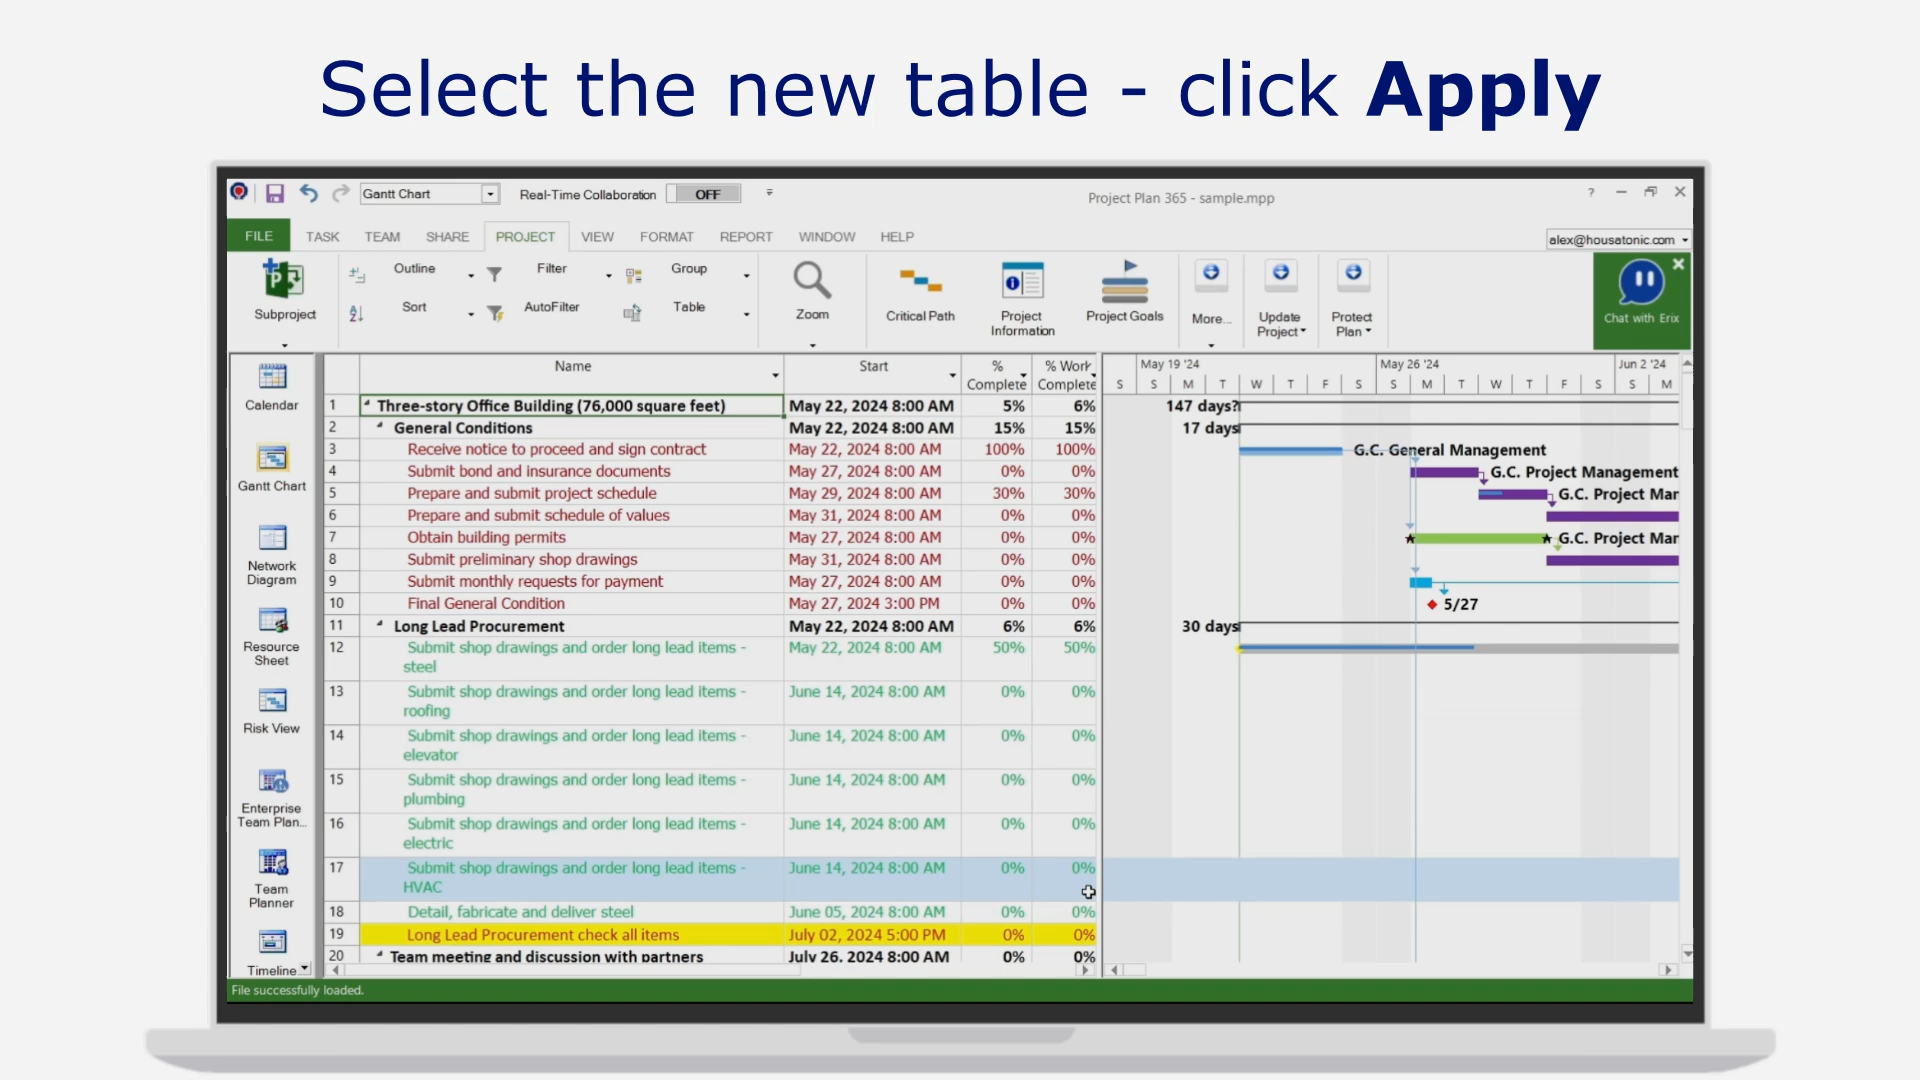 Select the new table - click Apply
Gantt Chart
Real-Time Collaboration
OFF
Project Plan 365 - sample.mpp
?
FILE
TASK
TEAM
SHARE
PROJECT
VIEW
FORMAT
REPORT
WINDOW
HELP
alex@housatonic.com
Subproject
Outline
Sort
Filter
AutoFilter
Group
Table
Zoom
Critical Path
Project
Information
Project Goals
More...
Update
Project
Protect
Plan
Chat with Erix
Calendar
Gantt Chart
Network
Diagram
Resource
Sheet
Risk View
Enterprise
Team Plan...
Team
Planner
Timeline
Name Start % Complete % Work Complete
1 Three-story Office Building (76,000 square feet) May 22, 2024 8:00 AM 5% 6%
2 General Conditions May 22, 2024 8:00 AM 15% 15%
3 Receive notice to proceed and sign contract May 22, 2024 8:00 AM 100% 100%
4 Submit bond and insurance documents May 27, 2024 8:00 AM 0% 0%
5 Prepare and submit project schedule May 29, 2024 8:00 AM 30% 30%
6 Prepare and submit schedule of values May 31, 2024 8:00 AM 0% 0%
7 Obtain building permits May 27, 2024 8:00 AM 0% 0%
8 Submit preliminary shop drawings May 31, 2024 8:00 AM 0% 0%
9 Submit monthly requests for payment May 27, 2024 8:00 AM 0% 0%
10 Final General Condition May 27, 2024 3:00 PM 0% 0%
11 Long Lead Procurement May 22, 2024 8:00 AM 6% 6%
12 Submit shop drawings and order long lead items - May 22, 2024 8:00 AM 50% 50%
steel
13 Submit shop drawings and order long lead items - June 14, 2024 8:00 AM 0% 0%
roofing
14 Submit shop drawings and order long lead items - June 14, 2024 8:00 AM 0% 0%
elevator
15 Submit shop drawings and order long lead items - June 14, 2024 8:00 AM 0% 0%
plumbing
16 Submit shop drawings and order long lead items - June 14, 2024 8:00 AM 0% 0%
electric
17 Submit shop drawings and order long lead items - June 14, 2024 8:00 AM 0% 0%
HVAC
18 Detail, fabricate and deliver steel June 05, 2024 8:00 AM 0% 0%
19 Long Lead Procurement check all items July 02, 2024 5:00 PM 0% 0%
20 Team meeting and discussion with partners July 26, 2024 8:00 AM 0% 0%
May 19 '24 May 26 '24 Jun 2 '24
S S M T W T F S S M T W T F S S M
147 days?
17 days
G.C. General Management
G.C. Project Management
G.C. Project Mar
G.C. Project Mar
5/27
30 days
File successfully loaded.